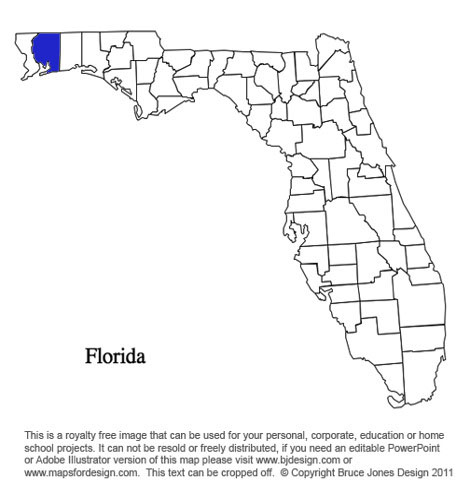 Florida
This is a royalty free image that can be used for your personal, corporate, education or home
school projects. It can not be resold or freely distributed, if you need an editable PowerPoint
or Adobe Illustrator version of this map please visit www.bjdesign.com or
www.mapsfordesign.com. This text can be cropped off. © Copyright Bruce Jones Design 2011